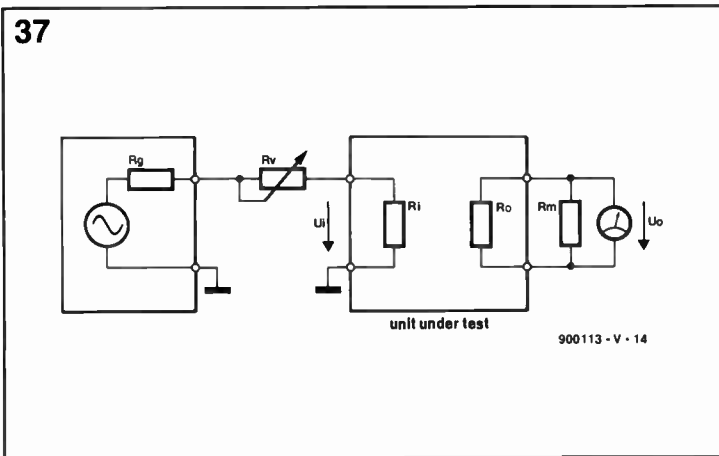 37
Rg
Rv
Ui
Ri
Ro
Rm
Uo
unit under test
900113 - V - 14